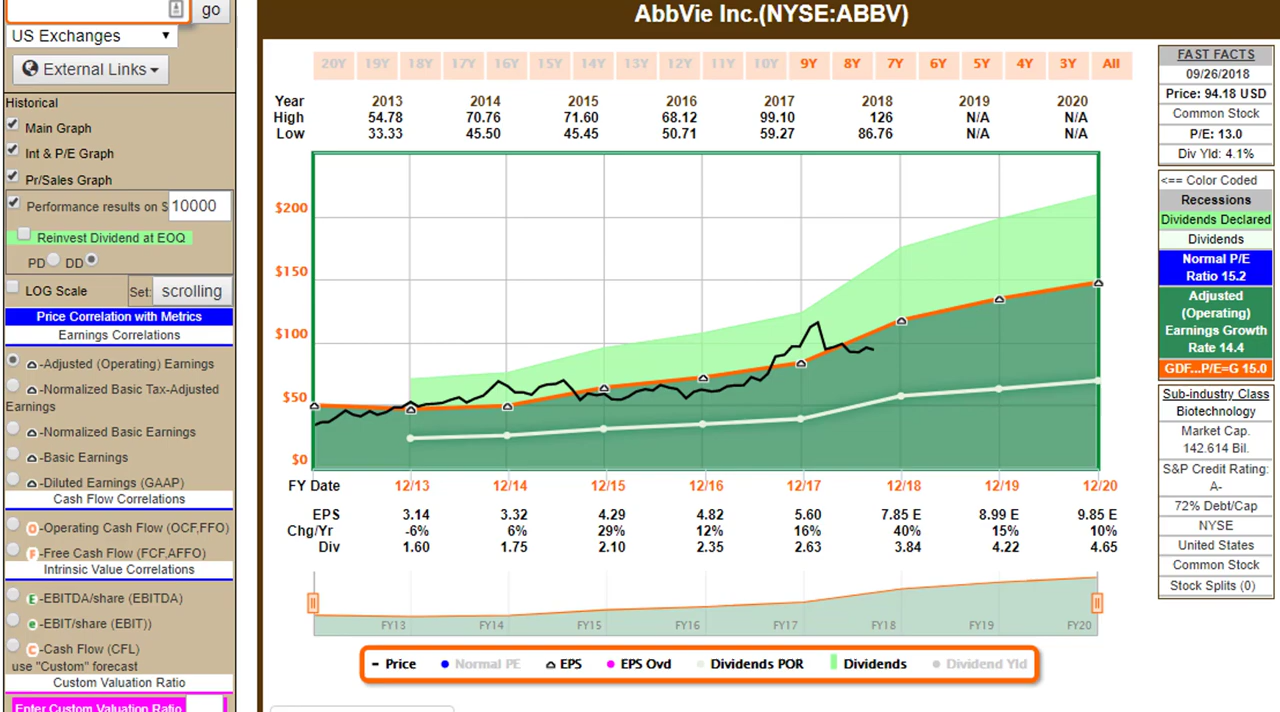 go
US Exchanges
External Links
Historical
Main Graph
Int & P/E Graph
Pr/Sales Graph
Performance results on $ 10000
Reinvest Dividend at EOQ
PD DD
LOG Scale Set: scrolling
Price Correlation with Metrics
Earnings Correlations
-Adjusted (Operating) Earnings
-Normalized Basic Tax-Adjusted
Earnings
-Normalized Basic Earnings
-Basic Earnings
-Diluted Earnings (GAAP)
Cash Flow Correlations
O-Operating Cash Flow (OCF,FFO)
F-Free Cash Flow (FCF,AFFO)
Intrinsic Value Correlations
E-EBITDA/share (EBITDA)
e-EBIT/share (EBIT))
C-Cash Flow (CFL)
use "Custom" forecast
Custom Valuation Ratio
Enter Custom Valuation Ratio
AbbVie Inc.(NYSE:ABBV)
20Y 19Y 18Y 17Y 16Y 15Y 14Y 13Y 12Y 11Y 10Y 9Y 8Y 7Y 6Y 5Y 4Y 3Y All
Year 2013 2014 2015 2016 2017 2018 2019 2020
High 54.78 70.76 71.60 68.12 99.10 126 N/A N/A
Low 33.33 45.50 45.45 50.71 59.27 86.76 N/A N/A
$200
$150
$100
$50
$0
FY Date 12/13 12/14 12/15 12/16 12/17 12/18 12/19 12/20
EPS 3.14 3.32 4.29 4.82 5.60 7.85 E 8.99 E 9.85 E
Chg/Yr -6% 6% 29% 12% 16% 40% 15% 10%
Div 1.60 1.75 2.10 2.35 2.63 3.84 4.22 4.65
FY13 FY14 FY15 FY16 FY17 FY18 FY19 FY20
Price Normal PE EPS EPS Ovd Dividends POR Dividends Dividend Yld
FAST FACTS
09/26/2018
Price: 94.18 USD
Common Stock
P/E: 13.0
Div Yld: 4.1%
<== Color Coded
Recessions
Dividends Declared
Dividends
Normal P/E
Ratio 15.2
Adjusted
(Operating)
Earnings Growth
Rate 14.4
GDF...P/E=G 15.0
Sub-industry Class
Biotechnology
Market Cap.
142.614 Bil.
S&P Credit Rating:
A-
72% Debt/Cap
NYSE
United States
Common Stock
Stock Splits (0)